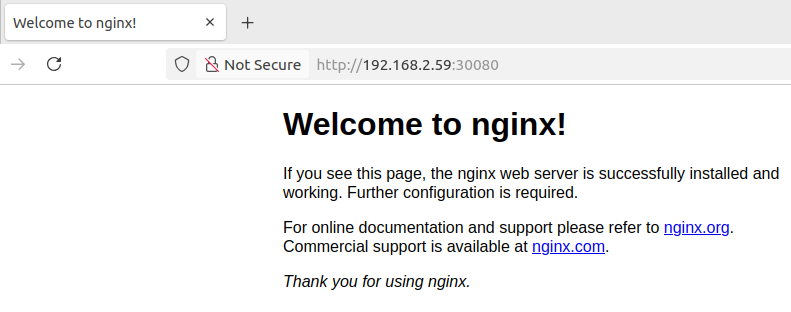 Welcome to nginx!
Not Secure http://192.168.2.59:30080
Welcome to nginx!
If you see this page, the nginx web server is successfully installed and
working. Further configuration is required.
For online documentation and support please refer to nginx.org.
Commercial support is available at nginx.com.
Thank you for using nginx.